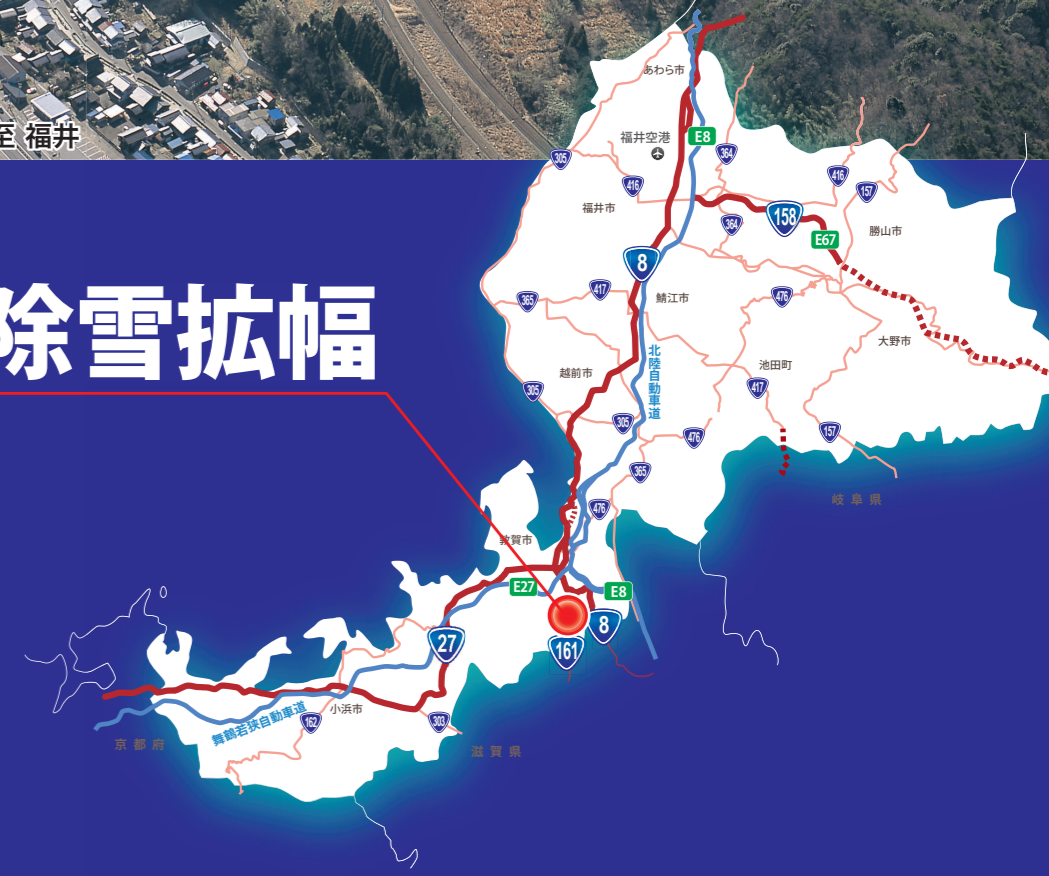 至 福井
除雪拡幅
あわら市
福井空港
E8
305
364
416
416
157
福井市
158
364
E67
勝山市
8
365
417
鯖江市
476
大野市
北陸自動車道
越前市
池田町
305
417
305
476
157
365
476
岐阜県
敦賀市
E27
E8
8
27
161
小浜市
舞鶴若狭自動車道
162
303
京都府
滋賀県